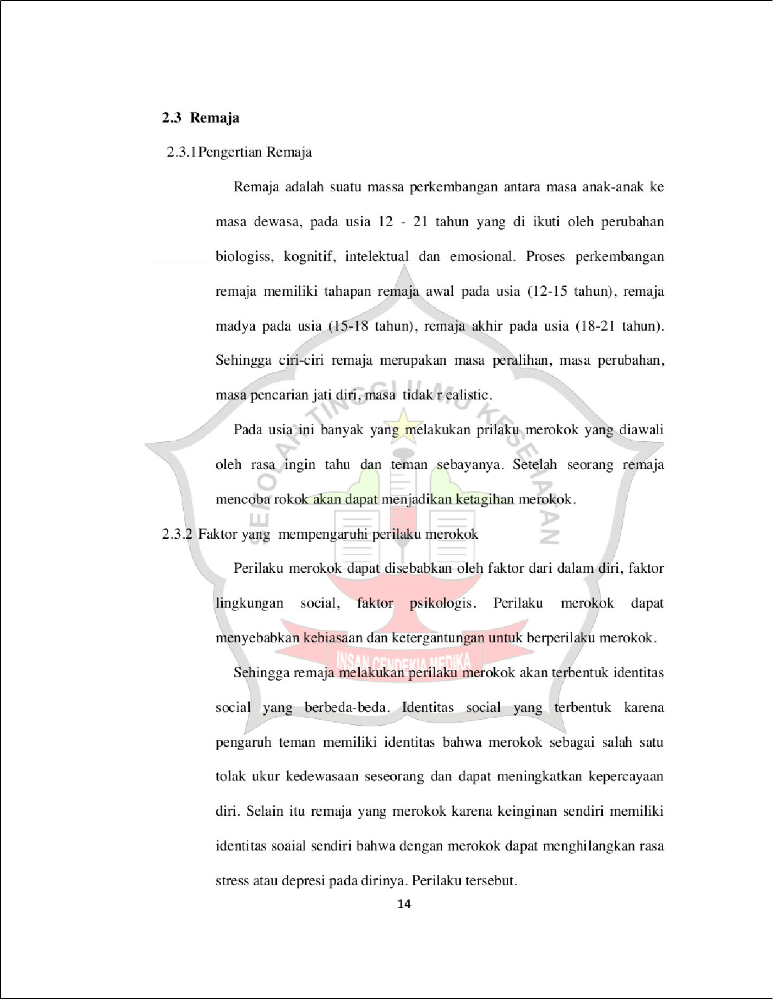 2.3 Remaja
2.3.1Pengertian Remaja
Remaja adalah suatu massa perkembangan antara masa anak-anak ke
masa dewasa, pada usia 12 - 21 tahun yang di ikuti oleh perubahan
biologiss, kognitif, intelektual dan emosional. Proses perkembangan
remaja memiliki tahapan remaja awal pada usia (12-15 tahun), remaja
madya pada usia (15-18 tahun), remaja akhir pada usia (18-21 tahun).
Sehingga ciri-ciri remaja merupakan masa peralihan, masa perubahan,
masa pencarian jati diri, masa tidak r ealistic.
Pada usia ini banyak yang melakukan prilaku merokok yang diawali
oleh rasa ingin tahu dan teman sebayanya. Setelah seorang remaja
mencoba rokok akan dapat menjadikan ketagihan merokok.
2.3.2 Faktor yang mempengaruhi perilaku merokok
Perilaku merokok dapat disebabkan oleh faktor dari dalam diri, faktor
lingkungan social, faktor psikologis. Perilaku merokok dapat
menyebabkan kebiasaan dan ketergantungan untuk berperilaku merokok.
Sehingga remaja melakukan perilaku merokok akan terbentuk identitas
social yang berbeda-beda. Identitas social yang terbentuk karena
pengaruh teman memiliki identitas bahwa merokok sebagai salah satu
tolak ukur kedewasaan seseorang dan dapat meningkatkan kepercayaan
diri. Selain itu remaja yang merokok karena keinginan sendiri memiliki
identitas soaial sendiri bahwa dengan merokok dapat menghilangkan rasa
stress atau depresi pada dirinya. Perilaku tersebut.
14
SEKOLAH TINGGI ILMU KESEHATAN
INSAN CENDEKIA MEDIKA